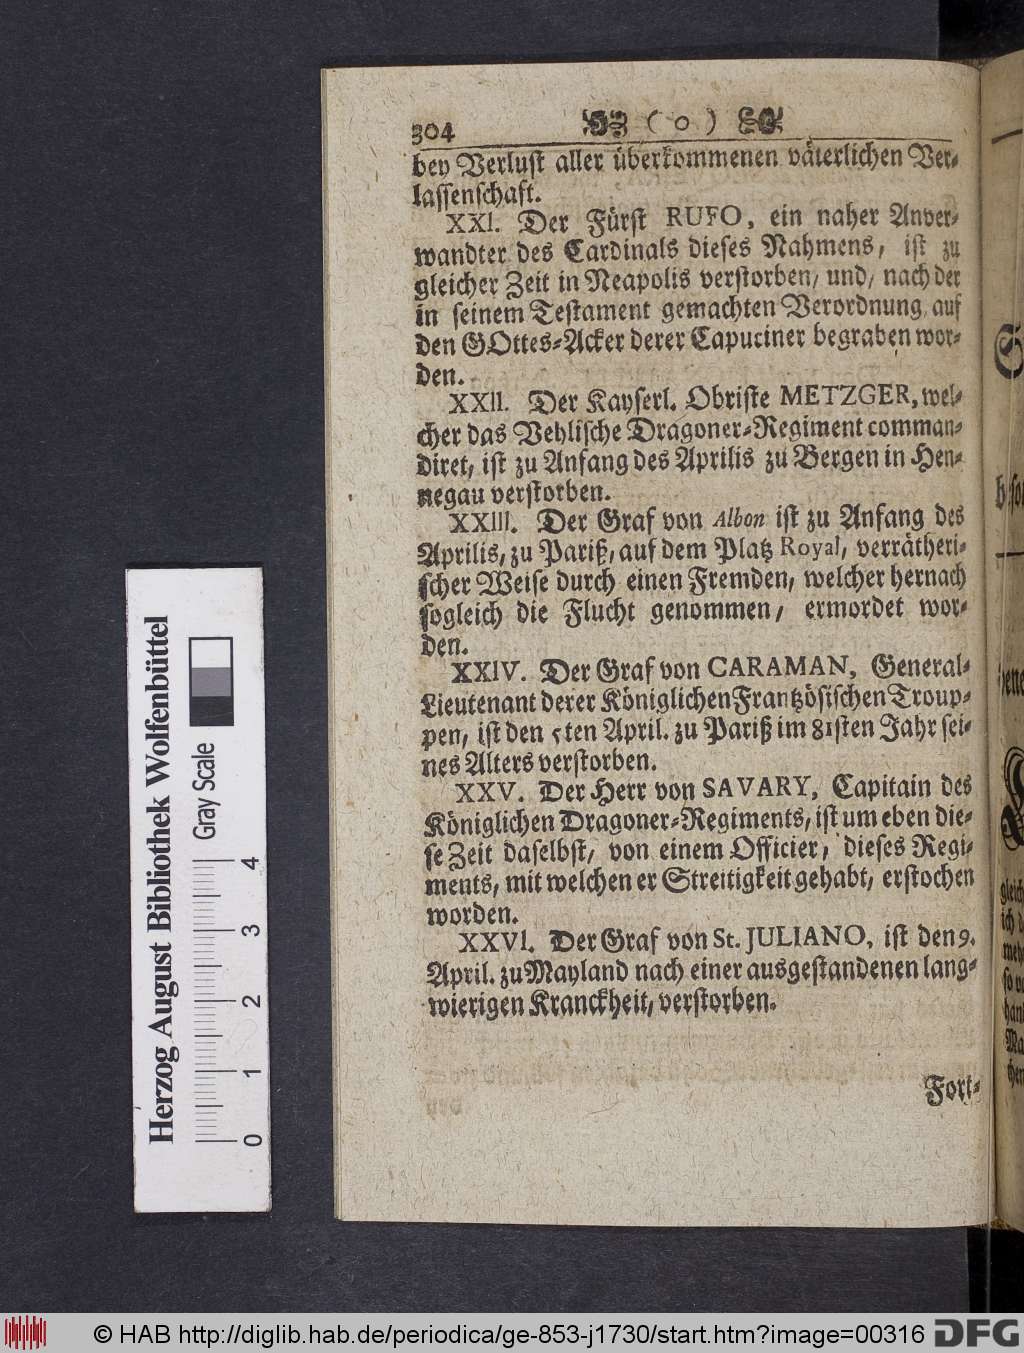 304 ( o )
bey Verlust aller überkommenen väterlichen Ver-
lassenschaft.
XXI. Der Fürst RUFO, ein naher Anver-
wandter des Cardinals dieses Nahmens, ist zu
gleicher Zeit in Neapolis verstorben/ und/ nach der
in seinem Testament gemachten Verordnung auf
den GOttes-Acker derer Capuciner begraben wor-
den.
XXII. Der Kayserl. Obriste METZGER, wel-
cher das Vehlische Dragoner-Regiment comman-
diret, ist zu Anfang des Aprilis zu Bergen in Hen-
negau verstorben.
XXIII. Der Graf von Albon ist zu Anfang des
Aprilis, zu Pariß, auf dem Platz Royal, verrätheri-
scher Weise durch einen Fremden, welcher hernach
sogleich die Flucht genommen/ ermordet wor-
den.
XXIV. Der Graf von CARAMAN, General-
Lieutenant derer Königlichen Frantzösischen Troup-
pen, ist den 5ten April. zu Pariß im 81sten Jahr sei-
nes Alters verstorben.
XXV. Der Herr von SAVARY, Capitain des
Königlichen Dragoner-Regiments, ist um eben die-
se Zeit daselbst/ von einem Officier/ dieses Regi-
ments, mit welchen er Streitigkeit gehabt, erstochen
worden.
XXVI. Der Graf von St. JULIANO, ist den 9.
April. zu Mayland nach einer ausgestandenen lang-
wierigen Kranckheit, verstorben.
Fort-
Herzog August Bibliothek Wolfenbüttel
Gray Scale
0 1 2 3 4
© HAB http://diglib.hab.de/periodica/ge-853-j1730/start.htm?image=00316 DFG